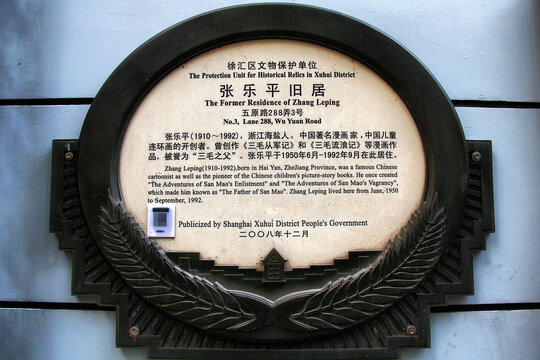 徐汇区文物保护单位
The Protection Unit for Historical Relics in Xuhui District
张乐平旧居
The Former Residence of Zhang Leping
五原路288弄3号
No.3, Lane 288, Wu Yuan Road
张乐平(1910～1992)，浙江海盐人。中国著名漫画家，中国儿童
连环画的开创者。曾创作《三毛从军记》和《三毛流浪记》等漫画作
品，被誉为“三毛之父”。张乐平于1950年6月-1992年9月在此居住。
Zhang Leping(1910-1992),born in Hai Yan, ZheJiang Province, was a famous Chinese
cartoonist as well as the pioneer of the Chinese children's picture-story books. He once created
"The Adventures of San Mao's Enlistment" and "The Adventures of San Mao's Vagrancy",
which made him known as "The Father of San Mao". Zhang Leping lived here from June, 1950
to September, 1992.
Publicized by Shanghai Xuhui District People's Government
二〇〇八年十二月